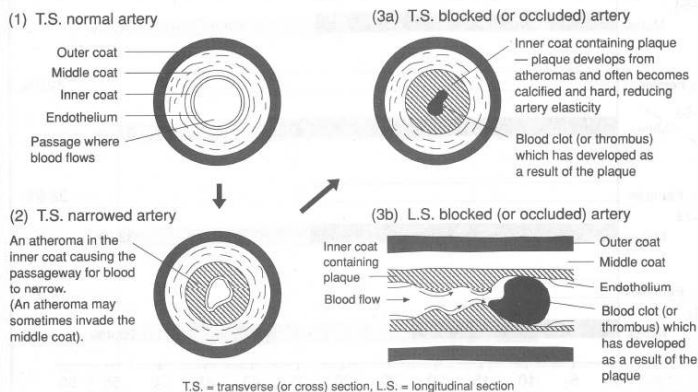 (1) T.S. normal artery
Outer coat
Middle coat
Inner coat
Endothelium
Passage where
blood flows
(3a) T.S. blocked (or occluded) artery
Inner coat containing plaque
— plaque develops from
atheromas and often becomes
calcified and hard, reducing
artery elasticity
Blood clot (or thrombus)
which has developed as
a result of the plaque
(2) T.S. narrowed artery
An atheroma in the
inner coat causing the
passageway for blood
to narrow.
(An atheroma may
sometimes invade the
middle coat).
(3b) L.S. blocked (or occluded) artery
Inner coat
containing
plaque
Blood flow
Outer coat
Middle coat
Endothelium
Blood clot (or
thrombus) which
has developed
as a result of the
plaque
T.S. = transverse (or cross) section, L.S. = longitudinal section